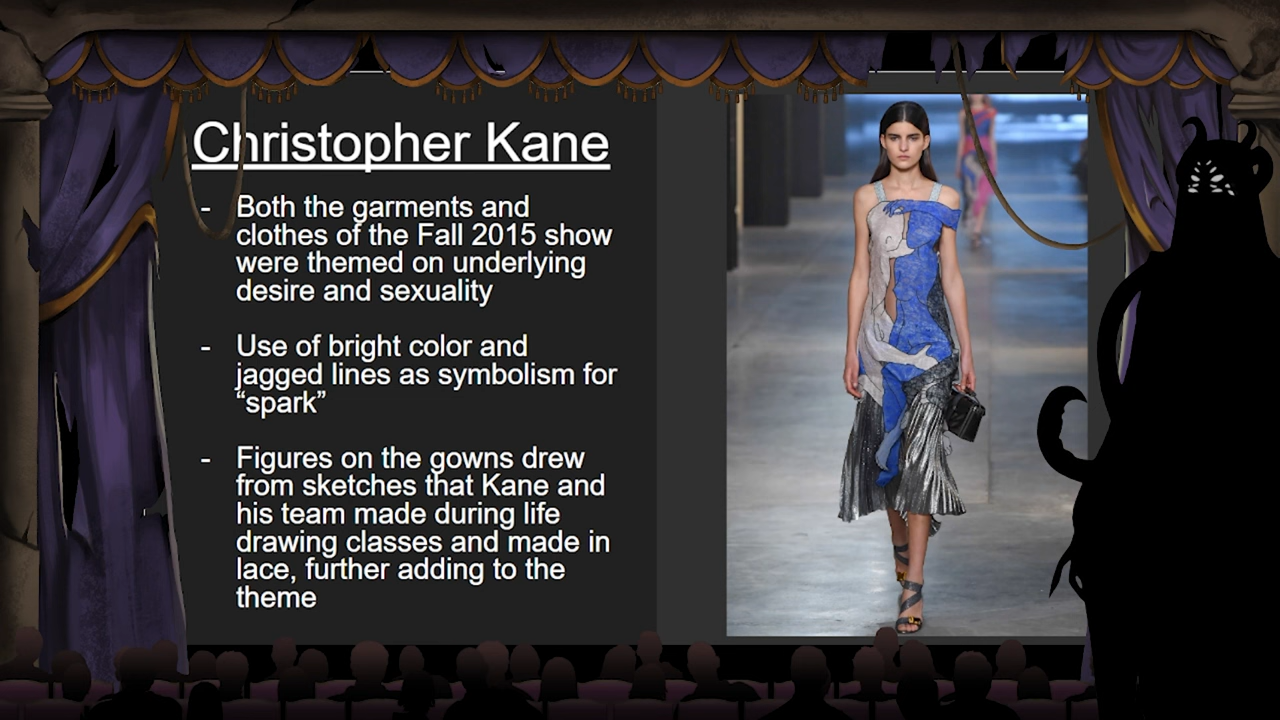 Christopher Kane
- Both the garments and
clothes of the Fall 2015 show
were themed on underlying
desire and sexuality
- Use of bright color and
jagged lines as symbolism for
“spark”
- Figures on the gowns drew
from sketches that Kane and
his team made during life
drawing classes and made in
lace, further adding to the
theme